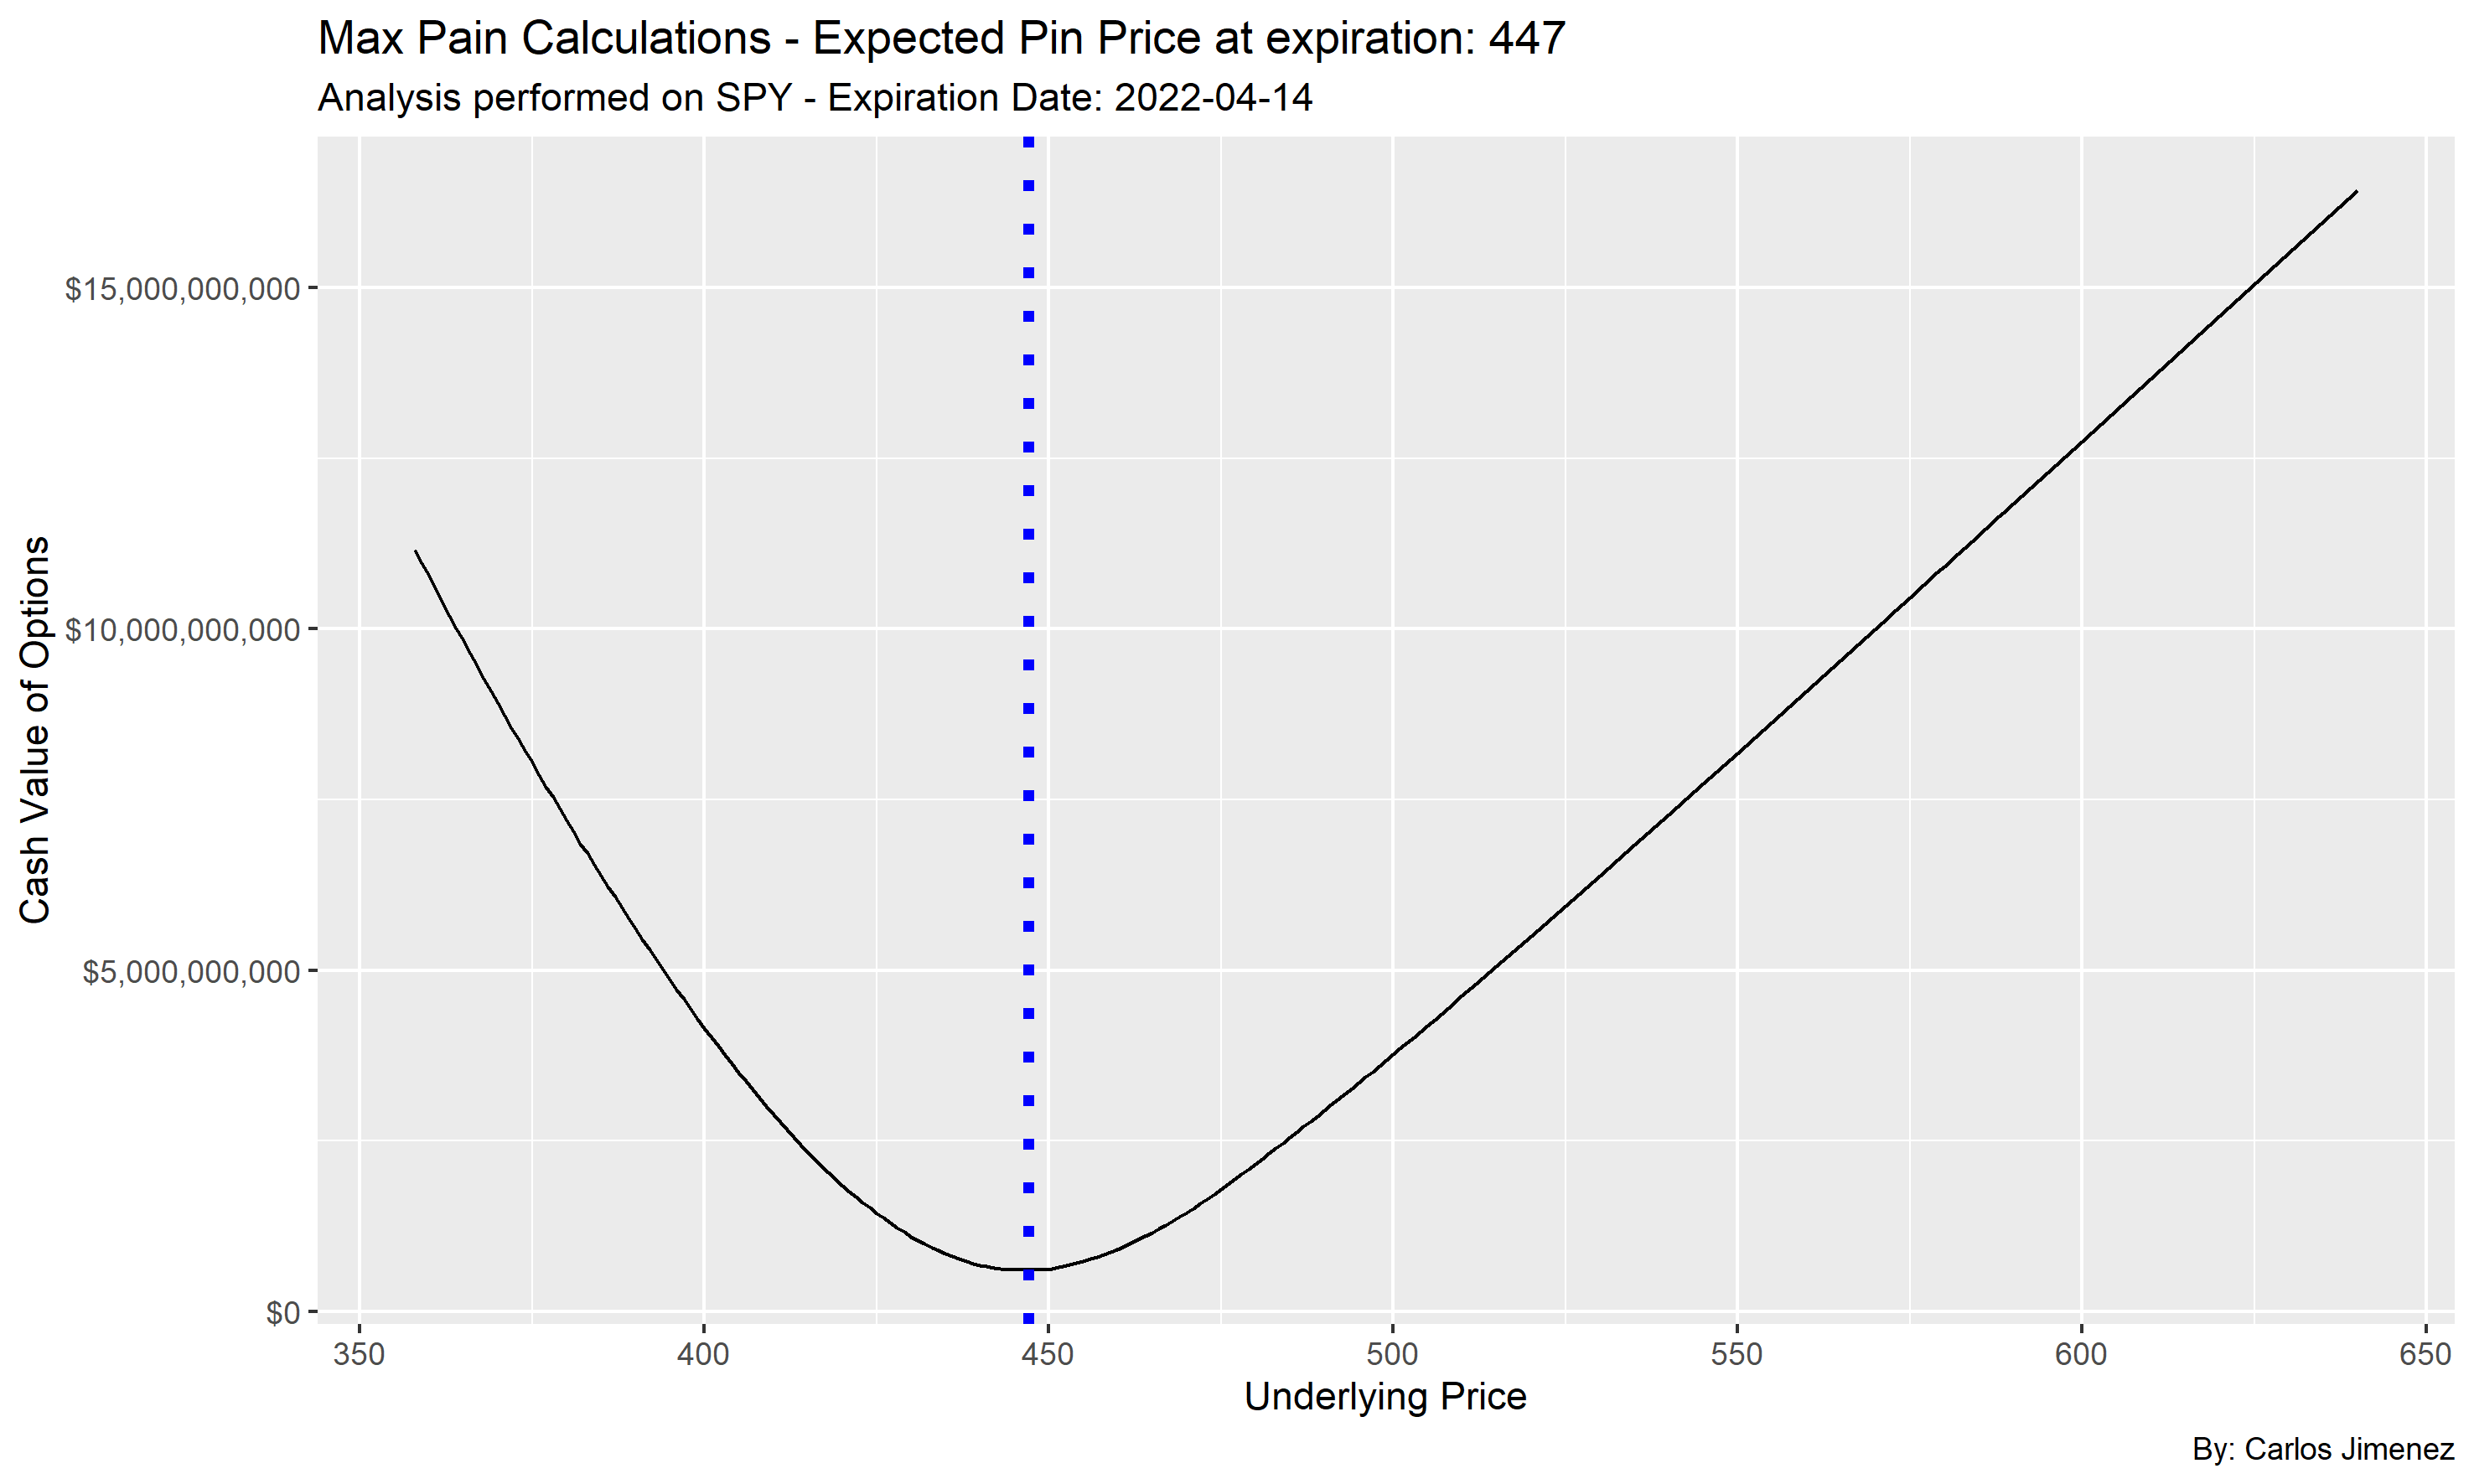 Max Pain Calculations - Expected Pin Price at expiration: 447
Analysis performed on SPY - Expiration Date: 2022-04-14
Cash Value of Options
$15,000,000,000
$10,000,000,000
$5,000,000,000
$0
350 400 450 500 550 600 650
Underlying Price
By: Carlos Jimenez